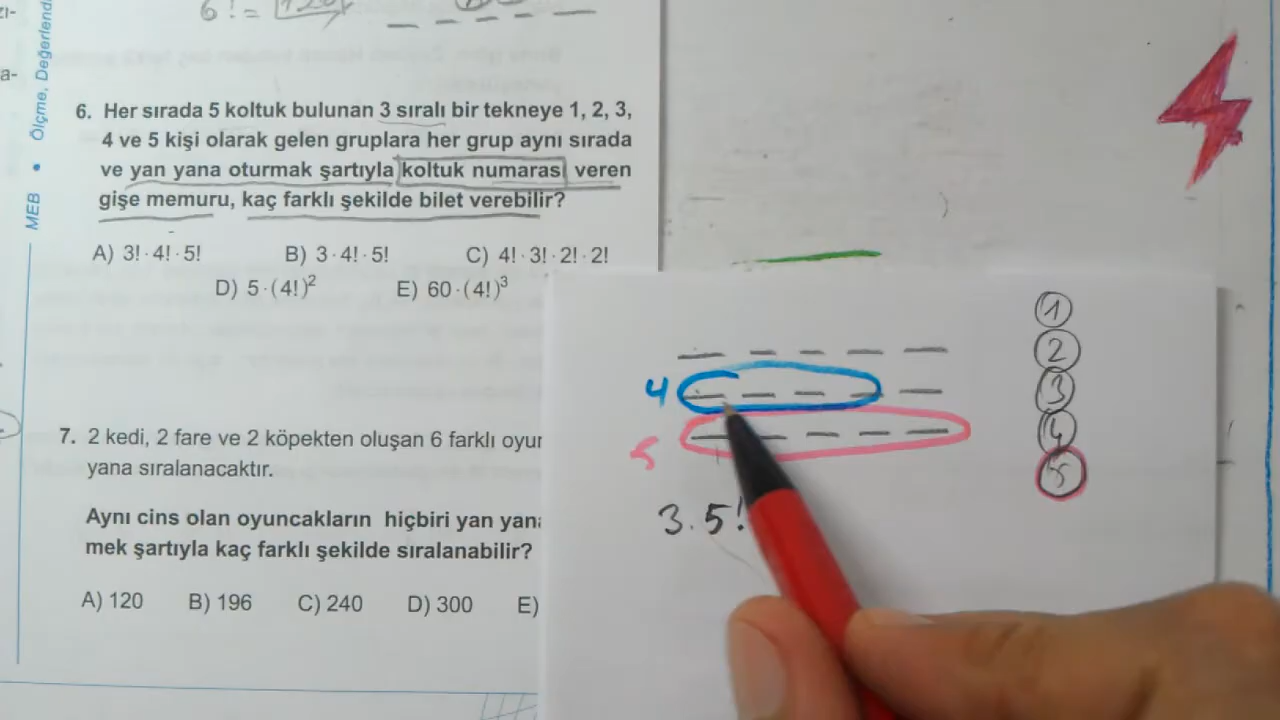 6! = 120
6. Her sırada 5 koltuk bulunan 3 sıralı bir tekneye 1, 2, 3,
4 ve 5 kişi olarak gelen gruplara her grup aynı sırada
ve yan yana oturmak şartıyla koltuk numaras veren
gişe memuru, kaç farklı şekilde bilet verebilir?
A) 3! · 4! · 5! B) 3 · 4! · 5! C) 4! · 3! · 2! · 2!
D) 5 · (4!)² E) 60 · (4!)³
7. 2 kedi, 2 fare ve 2 köpekten oluşan 6 farklı oyun
yana sıralanacaktır.
Aynı cins olan oyuncakların hiçbiri yan yana
mek şartıyla kaç farklı şekilde sıralanabilir?
A) 120 B) 196 C) 240 D) 300 E)
MEB • Ölçme, Değerlendi
zı-
a-
4
5
3.5!
1
2
3
4
5